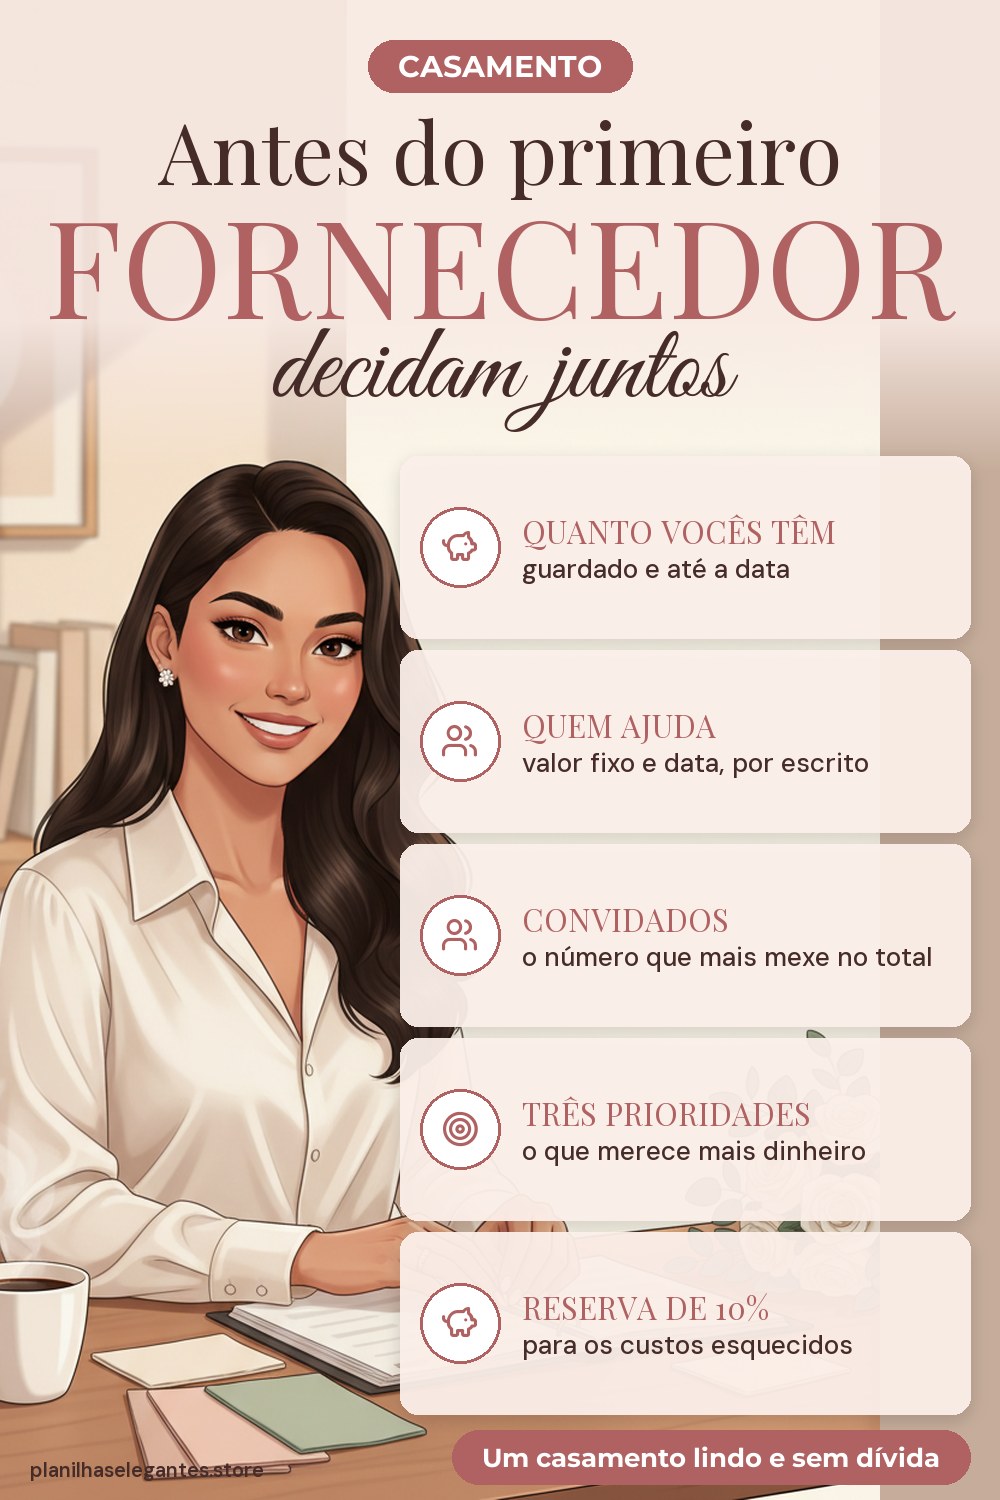 CASAMENTO
Antes do primeiro
FORNECEDOR
decidam juntos
QUANTO VOCÊS TÊM
guardado e até a data
QUEM AJUDA
valor fixo e data, por escrito
CONVIDADOS
o número que mais mexe no total
TRÊS PRIORIDADES
o que merece mais dinheiro
RESERVA DE 10%
para os custos esquecidos
Um casamento lindo e sem dívida
planilhaselegantes.store